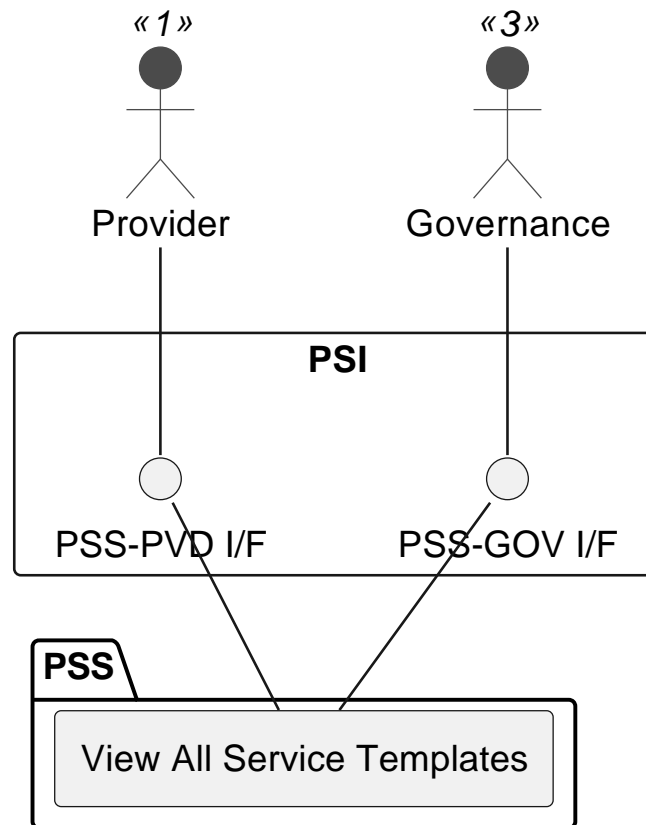 «1» «3»
Provider Governance
PSI
PSS-PVD I/F PSS-GOV I/F
PSS
View All Service Templates